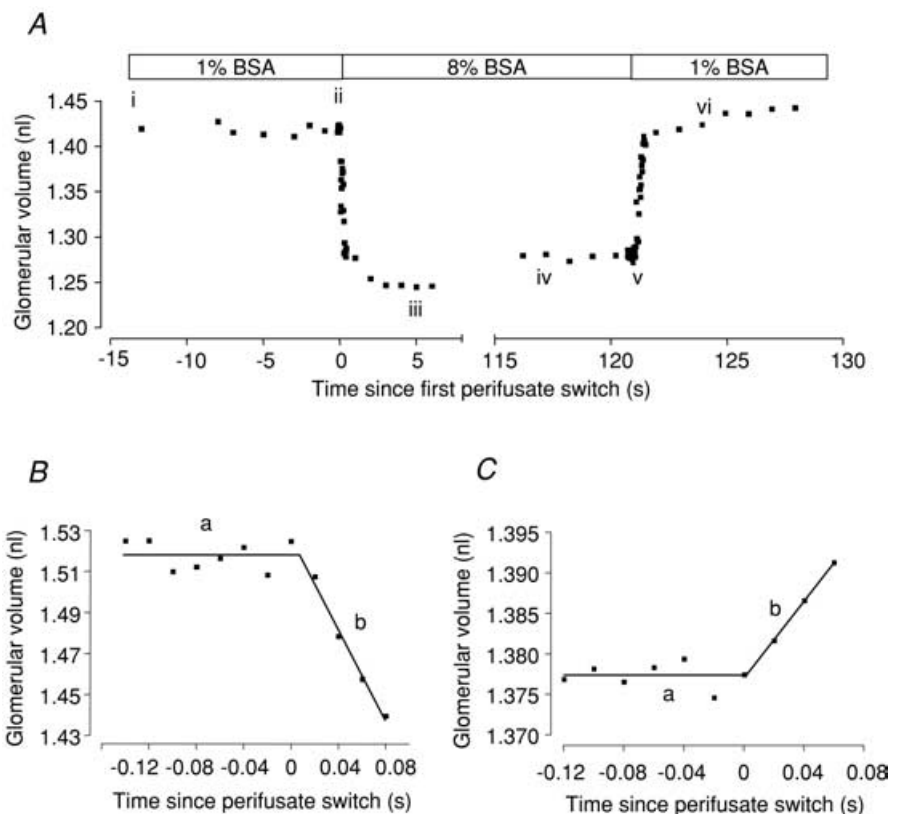 A
1% BSA 8% BSA 1% BSA
Glomerular volume (nl)
1.45
1.40
1.35
1.30
1.25
1.20
i ii iii iv v vi
-15 -10 -5 0 5 115 120 125 130
Time since first perifusate switch (s)
B
Glomerular volume (nl)
1.53
1.51
1.49
1.47
1.45
1.43
a
b
-0.12 -0.08 -0.04 0 0.04 0.08
Time since perifusate switch (s)
C
Glomerular volume (nl)
1.395
1.390
1.385
1.380
1.375
1.370
b
a
-0.12 -0.08 -0.04 0 0.04 0.08
Time since perifusate switch (s)